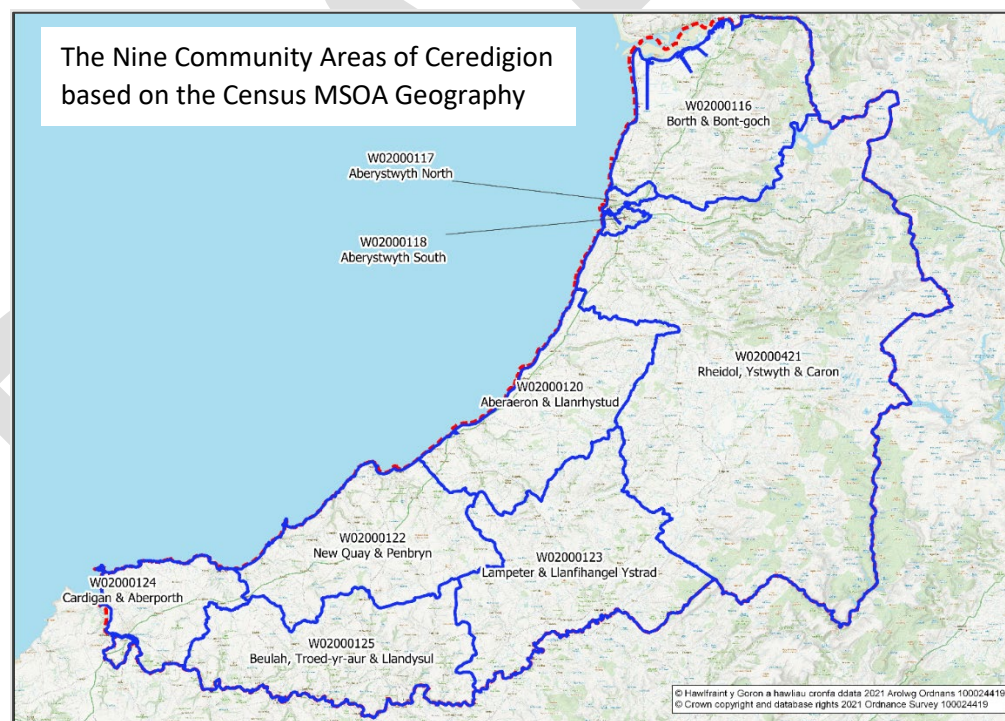 The Nine Community Areas of Ceredigion
based on the Census MSOA Geography
W02000116
Borth & Bont-goch
W02000117
Aberystwyth North
W02000118
Aberystwyth South
W02000421
Rheidol, Ystwyth & Caron
W02000120
Aberaeron & Llanrhystud
W02000122
New Quay & Penbryn
W02000123
Lampeter & Llanfihangel Ystrad
W02000124
Cardigan & Aberporth
W02000125
Beulah, Troed-yr-aur & Llandysul
© Hawlfraint y Goron a hawliau cronfa ddata 2021 Arolwg Ordnans 100024419
© Crown copyright and database rights 2021 Ordnance Survey 100024419